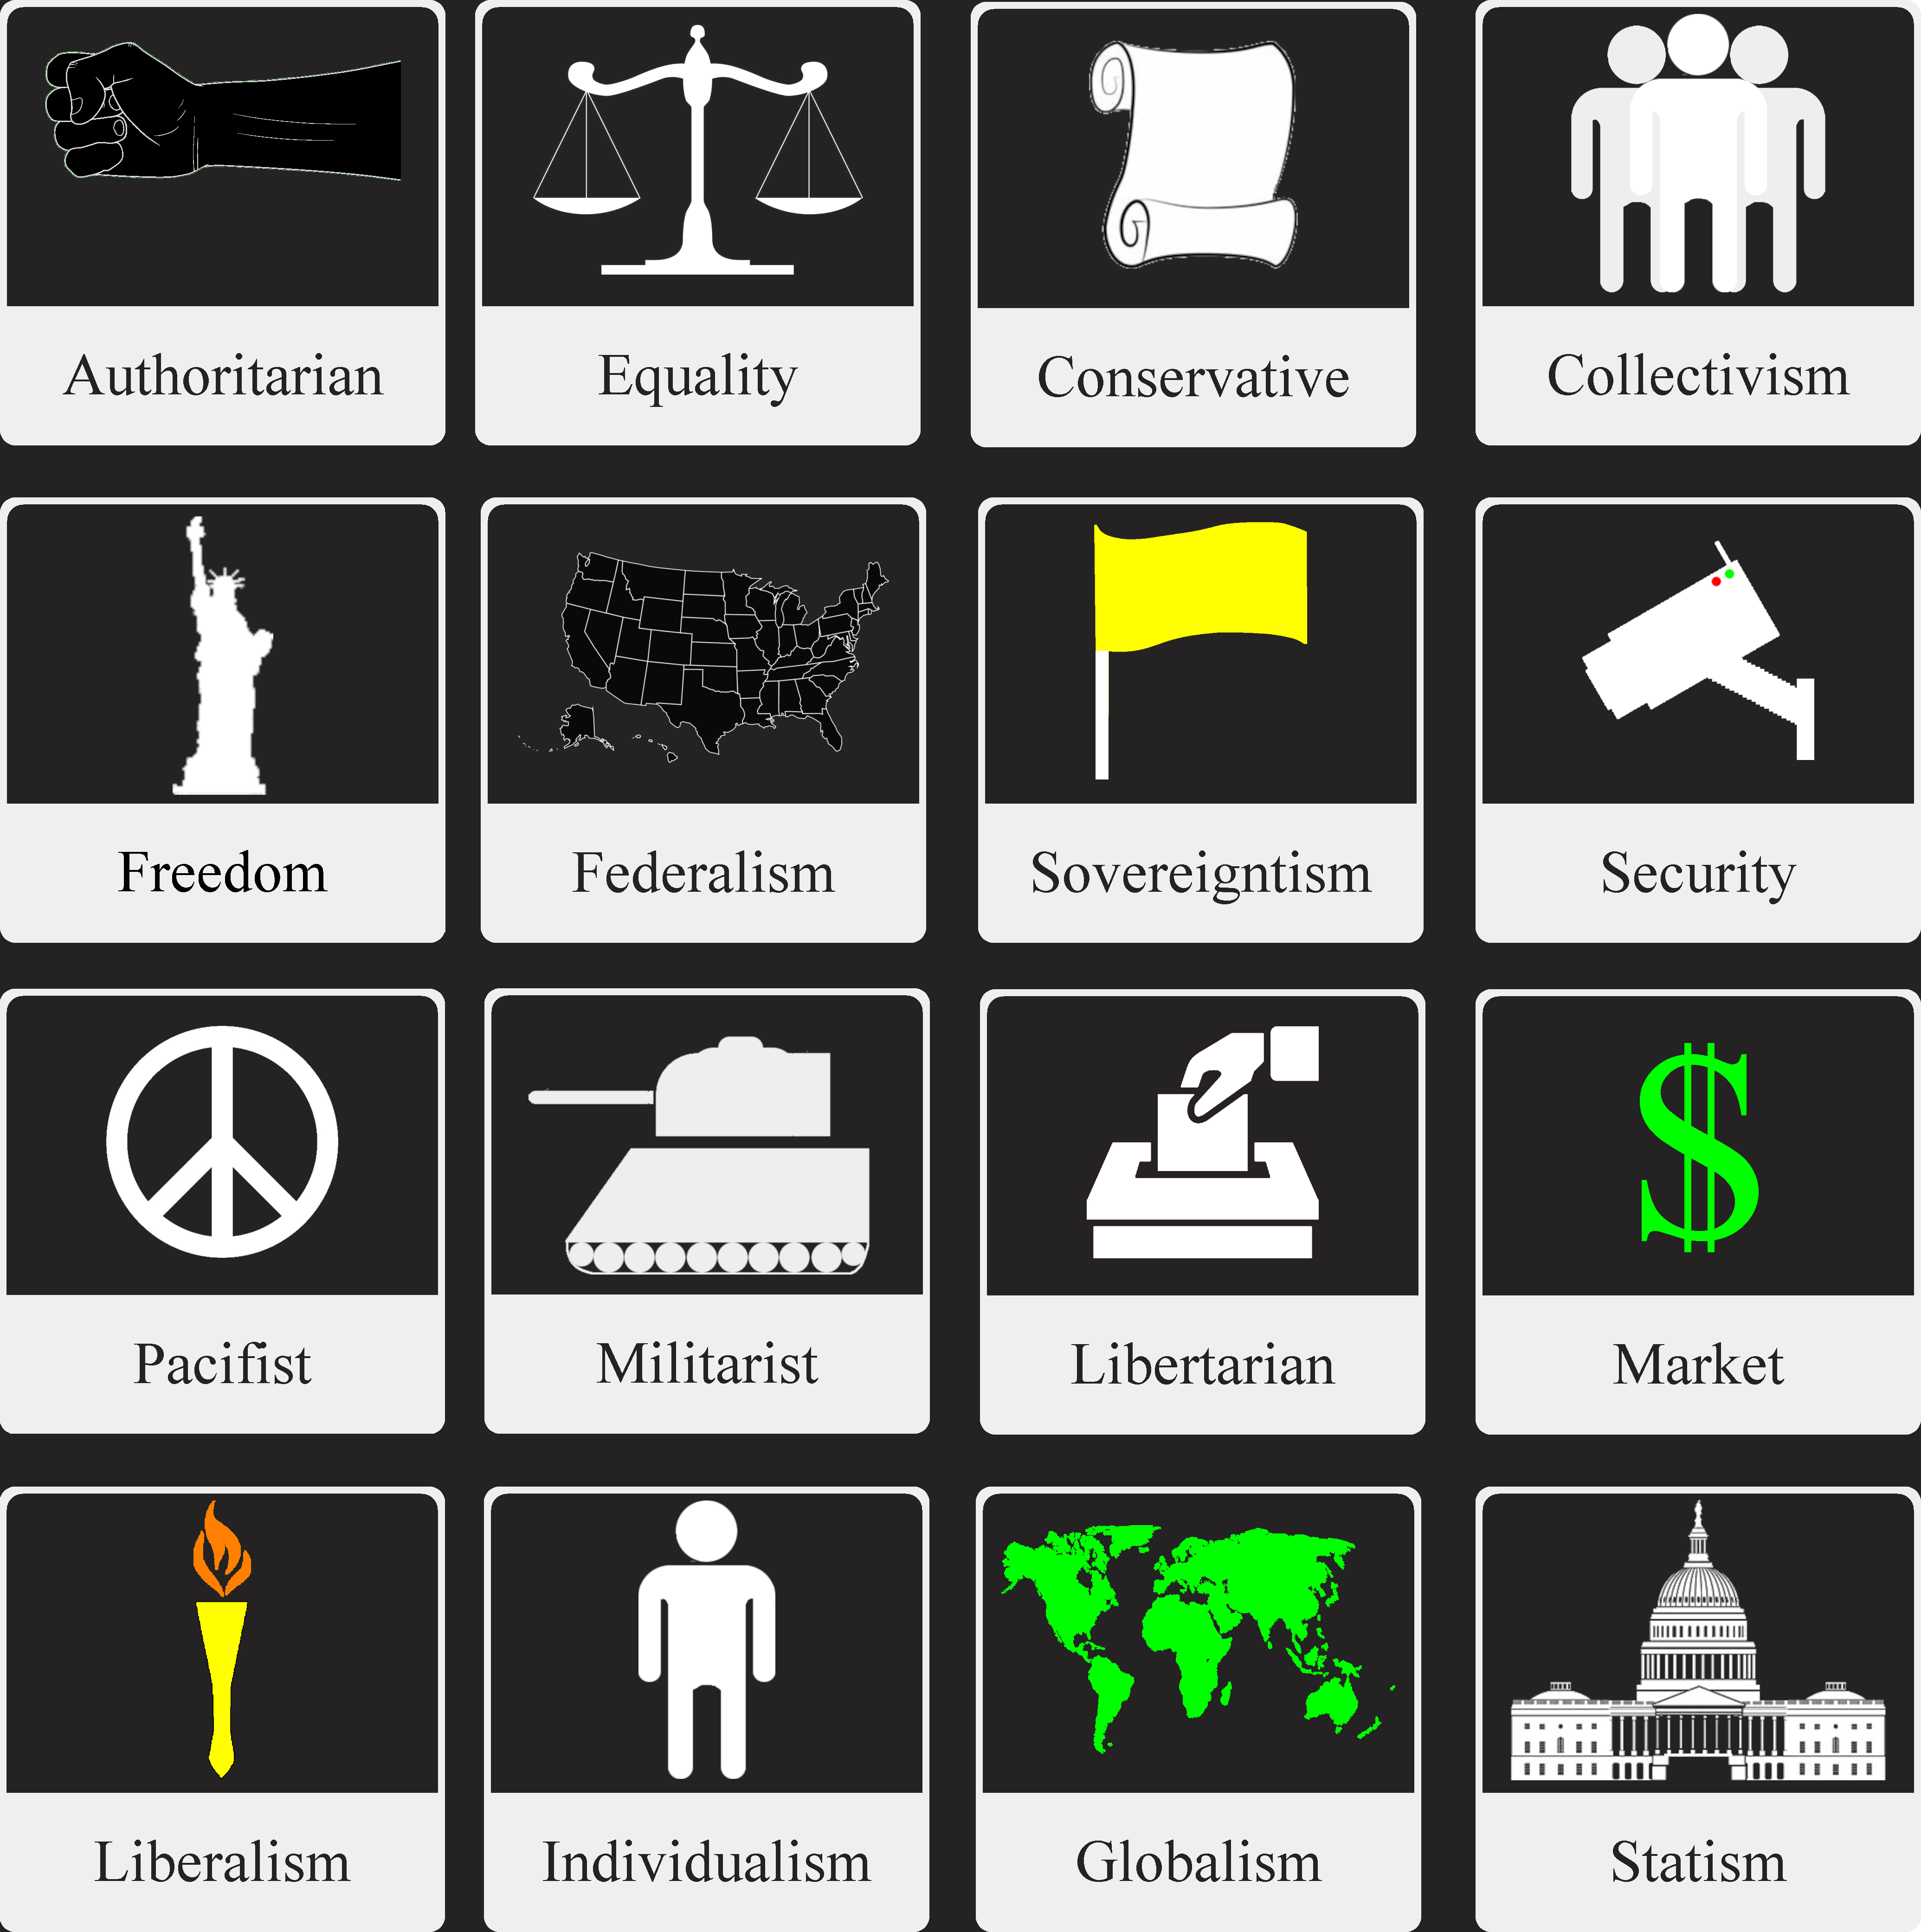 Authoritarian
Equality
Conservative
Collectivism
Freedom
Federalism
Sovereigntism
Security
Pacifist
Militarist
Libertarian
$
Market
Liberalism
Individualism
Globalism
Statism